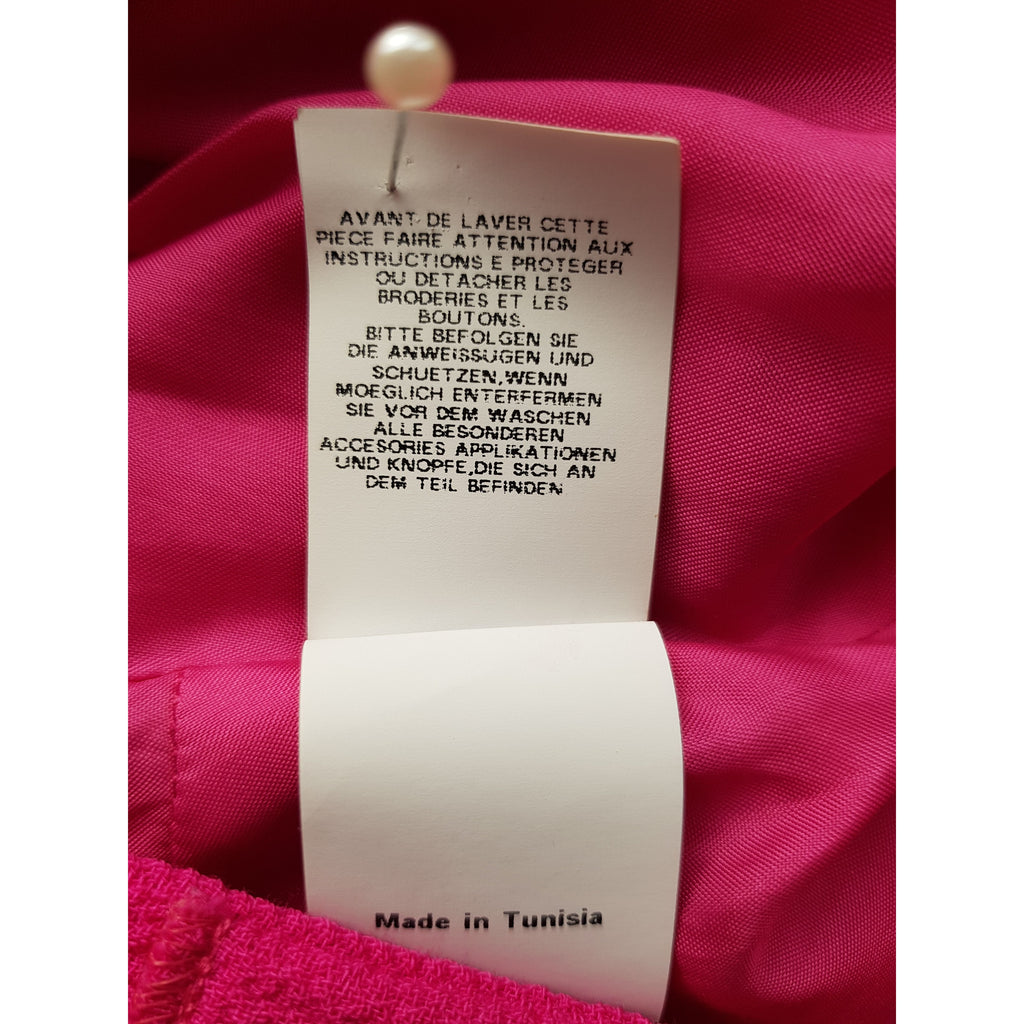 AVANT DE LAVER CETTE
PIECE FAIRE ATTENTION AUX
INSTRUCTIONS E PROTEGER
OU DETACHER LES
BRODERIES ET LES
BOUTONS.
BITTE BEFOLGEN SIE
DIE ANWEISSUGEN UND
SCHUETZEN,WENN
MOEGLICH ENTERFERMEN
SIE VOR DEM WASCHEN
ALLE BESONDEREN
ACCESORIES APPLIKATIONEN
UND KNOPFE,DIE SICH AN
DEM TEIL BEFINDEN
Made in Tunisia